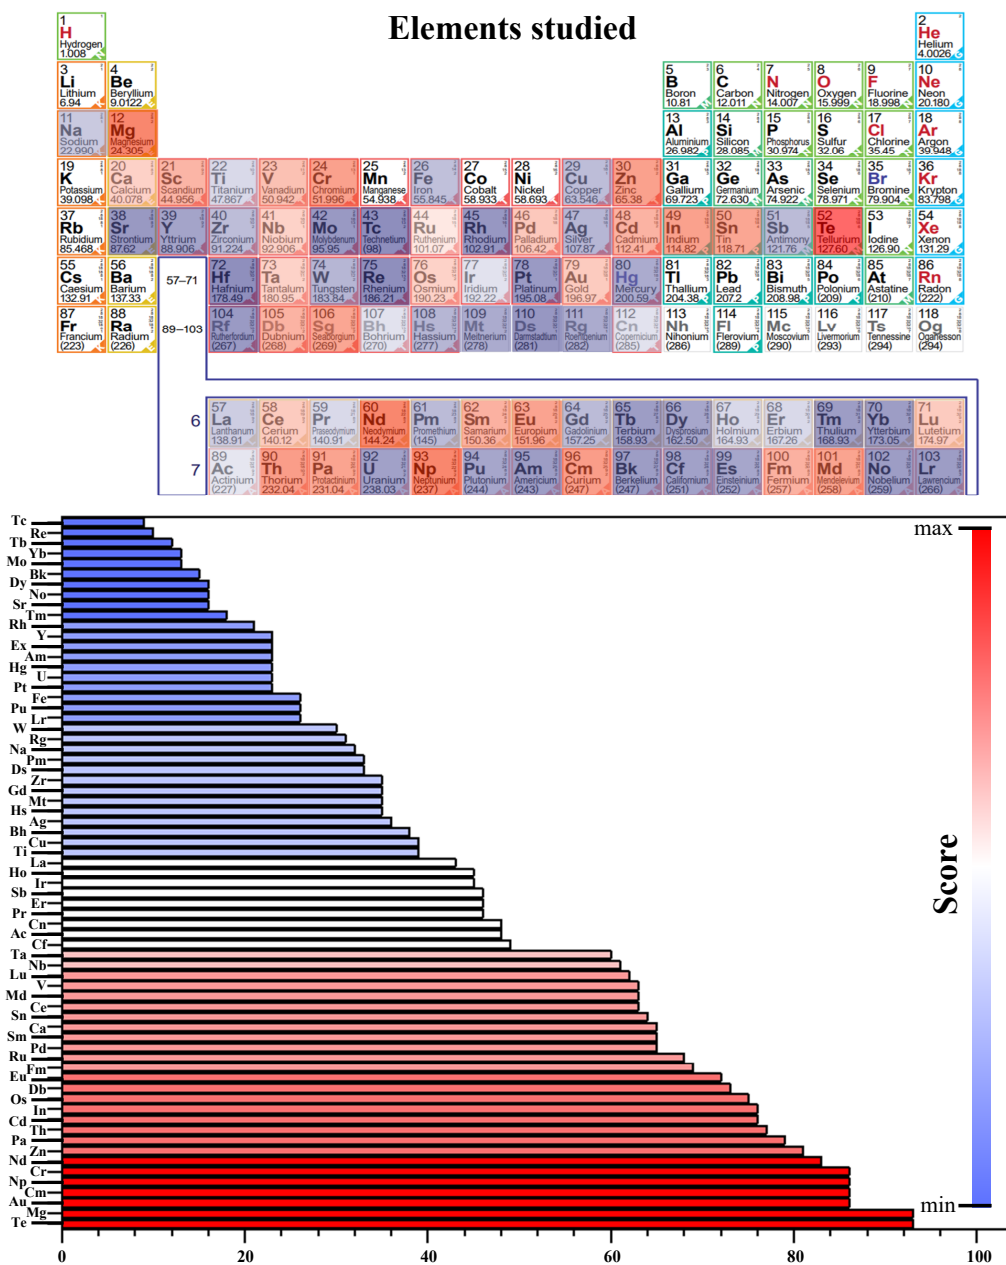 Elements studied
1 2
H He
Hydrogen Helium
1.008 4.0026
3 4 5 6 7 8 9 10
Li Be B C N O F Ne
Lithium Beryllium Boron Carbon Nitrogen Oxygen Fluorine Neon
6.94 9.0122 10.81 12.011 14.007 15.999 18.998 20.180
11 12 13 14 15 16 17 18
Na Mg Al Si P S Cl Ar
Sodium Magnesium Aluminium Silicon Phosphorus Sulfur Chlorine Argon
22.990 24.305 26.982 28.085 30.974 32.06 35.45 39.948
19 20 21 22 23 24 25 26 27 28 29 30 31 32 33 34 35 36
K Ca Sc Ti V Cr Mn Fe Co Ni Cu Zn Ga Ge As Se Br Kr
Potassium Calcium Scandium Titanium Vanadium Chromium Manganese Iron Cobalt Nickel Copper Zinc Gallium Germanium Arsenic Selenium Bromine Krypton
39.098 40.078 44.956 47.867 50.942 51.996 54.938 55.845 58.933 58.693 63.546 65.38 69.723 72.630 74.922 78.971 79.904 83.798
37 38 39 40 41 42 43 44 45 46 47 48 49 50 51 52 53 54
Rb Sr Y Zr Nb Mo Tc Ru Rh Pd Ag Cd In Sn Sb Te I Xe
Rubidium Strontium Yttrium Zirconium Niobium Molybdenum Technetium Ruthenium Rhodium Palladium Silver Cadmium Indium Tin Antimony Tellurium Iodine Xenon
85.468 87.62 88.906 91.224 92.906 95.95 (98) 101.07 102.91 106.42 107.87 112.41 114.82 118.71 121.76 127.60 126.90 131.29
55 56 57–71 72 73 74 75 76 77 78 79 80 81 82 83 84 85 86
Cs Ba Hf Ta W Re Os Ir Pt Au Hg Tl Pb Bi Po At Rn
Caesium Barium Hafnium Tantalum Tungsten Rhenium Osmium Iridium Platinum Gold Mercury Thallium Lead Bismuth Polonium Astatine Radon
132.91 137.33 178.49 180.95 183.84 186.21 190.23 192.22 195.08 196.97 200.59 204.38 207.2 208.98 (209) (210) (222)
87 88 89–103 104 105 106 107 108 109 110 111 112 113 114 115 116 117 118
Fr Ra Rf Db Sg Bh Hs Mt Ds Rg Cn Nh Fl Mc Lv Ts Og
Francium Radium Rutherfordium Dubnium Seaborgium Bohrium Hassium Meitnerium Darmstadtium Roentgenium Copernicium Nihonium Flerovium Moscovium Livermorium Tennessine Oganesson
(223) (226) (267) (268) (269) (270) (277) (278) (281) (282) (285) (286) (289) (290) (293) (294) (294)
6 57 58 59 60 61 62 63 64 65 66 67 68 69 70 71
La Ce Pr Nd Pm Sm Eu Gd Tb Dy Ho Er Tm Yb Lu
Lanthanum Cerium Praseodymium Neodymium Promethium Samarium Europium Gadolinium Terbium Dysprosium Holmium Erbium Thulium Ytterbium Lutetium
138.91 140.12 140.91 144.24 (145) 150.36 151.96 157.25 158.93 162.50 164.93 167.26 168.93 173.05 174.97
7 89 90 91 92 93 94 95 96 97 98 99 100 101 102 103
Ac Th Pa U Np Pu Am Cm Bk Cf Es Fm Md No Lr
Actinium Thorium Protactinium Uranium Neptunium Plutonium Americium Curium Berkelium Californium Einsteinium Fermium Mendelevium Nobelium Lawrencium
(227) 232.04 231.04 238.03 (237) (244) (243) (247) (247) (251) (252) (257) (258) (259) (266)
Tc
Re
Tb
Yb
Mo
Bk
Dy
No
Sr
Tm
Rh
Y
Ex
Am
Hg
U
Pt
Fe
Pu
Lr
W
Rg
Na
Pm
Ds
Zr
Gd
Mt
Hs
Ag
Bh
Cu
Ti
La
Ho
Ir
Sb
Er
Pr
Cn
Ac
Cf
Ta
Nb
Lu
V
Md
Ce
Sn
Ca
Sm
Pd
Ru
Fm
Eu
Db
Os
In
Cd
Th
Pa
Zn
Nd
Cr
Np
Cm
Au
Mg
Te
0 20 40 60 80 100
max
Score
min